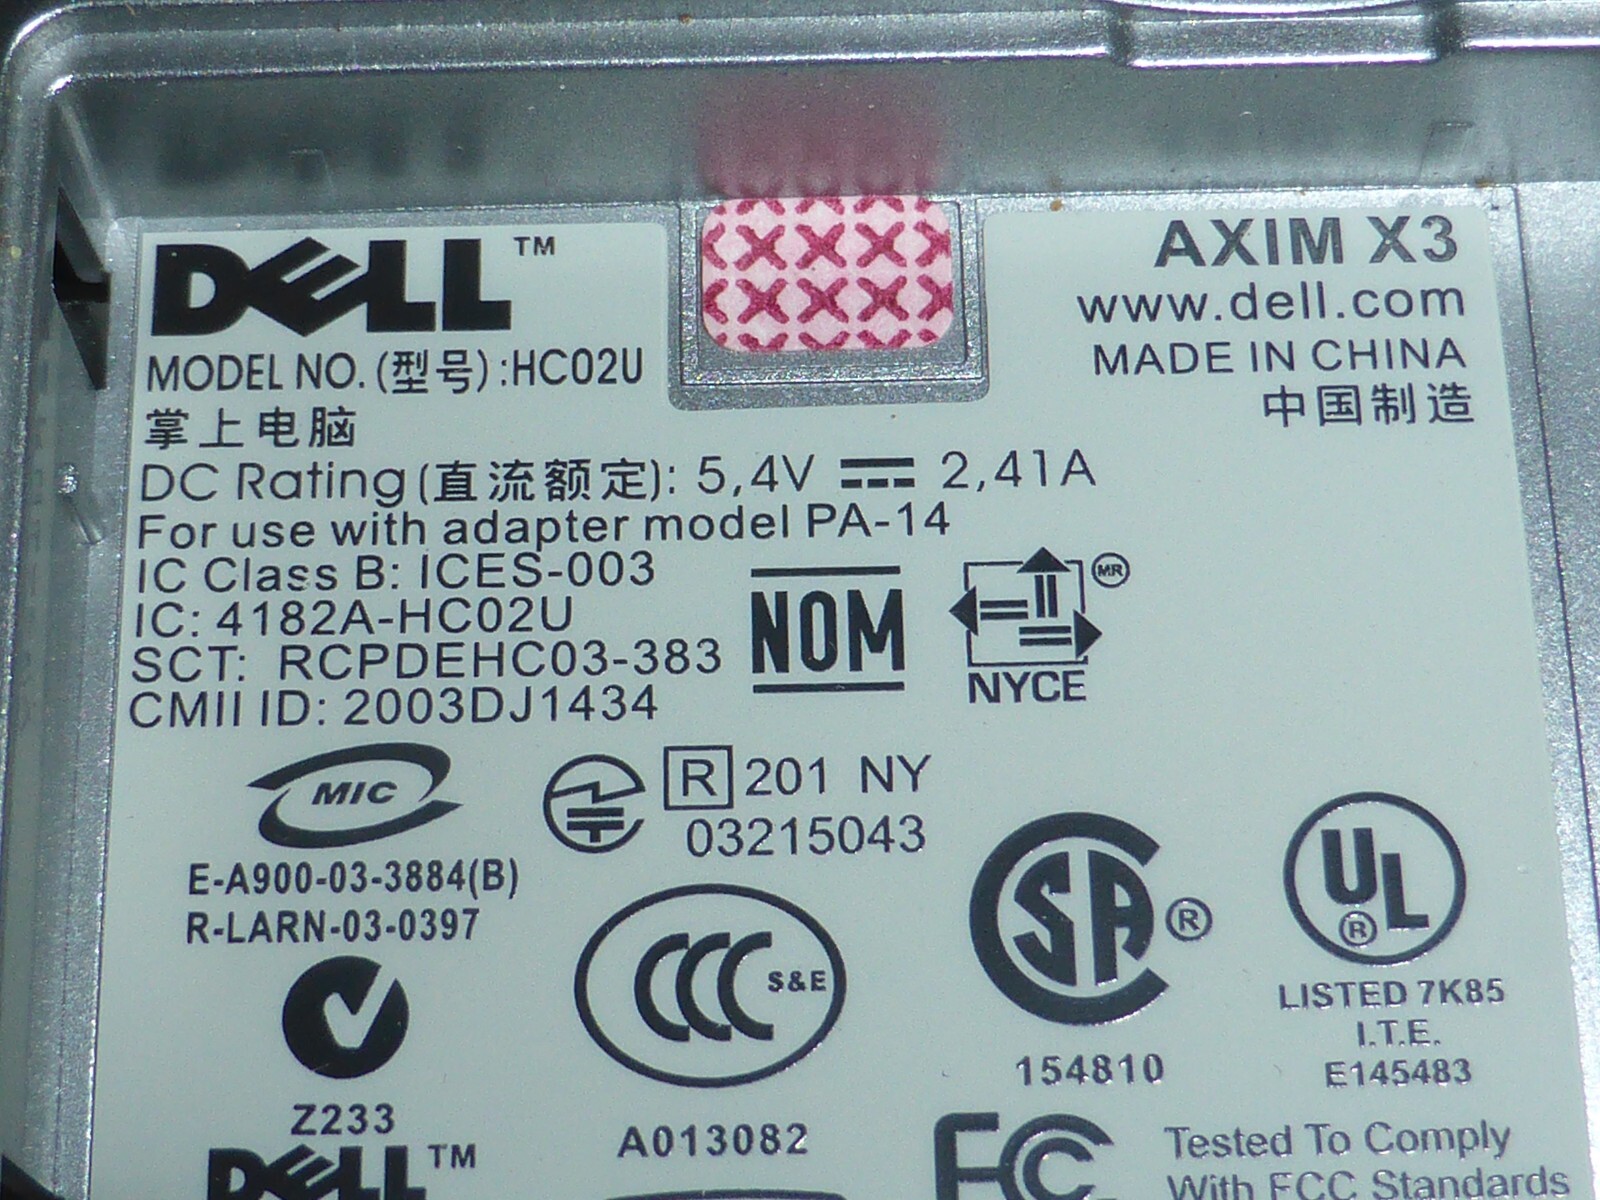 DELL™
AXIM X3
www.dell.com
MADE IN CHINA
中国制造
MODEL NO. (型号) :HC02U
掌上电脑
DC Rating (直流额定): 5,4V ⎓ 2,41A
For use with adapter model PA-14
IC Class B: ICES-003
IC: 4182A-HC02U
SCT: RCPDEHC03-383
CMII ID: 2003DJ1434
NOM
MR
NYCE
MIC
E-A900-03-3884(B)
R-LARN-03-0397
R 201 NY
03215043
SA ®
154810
UL ®
LISTED 7K85
I.T.E.
E145483
CCC S&E
A013082
Z233
DELL™
FC
Tested To Comply
With FCC Standards